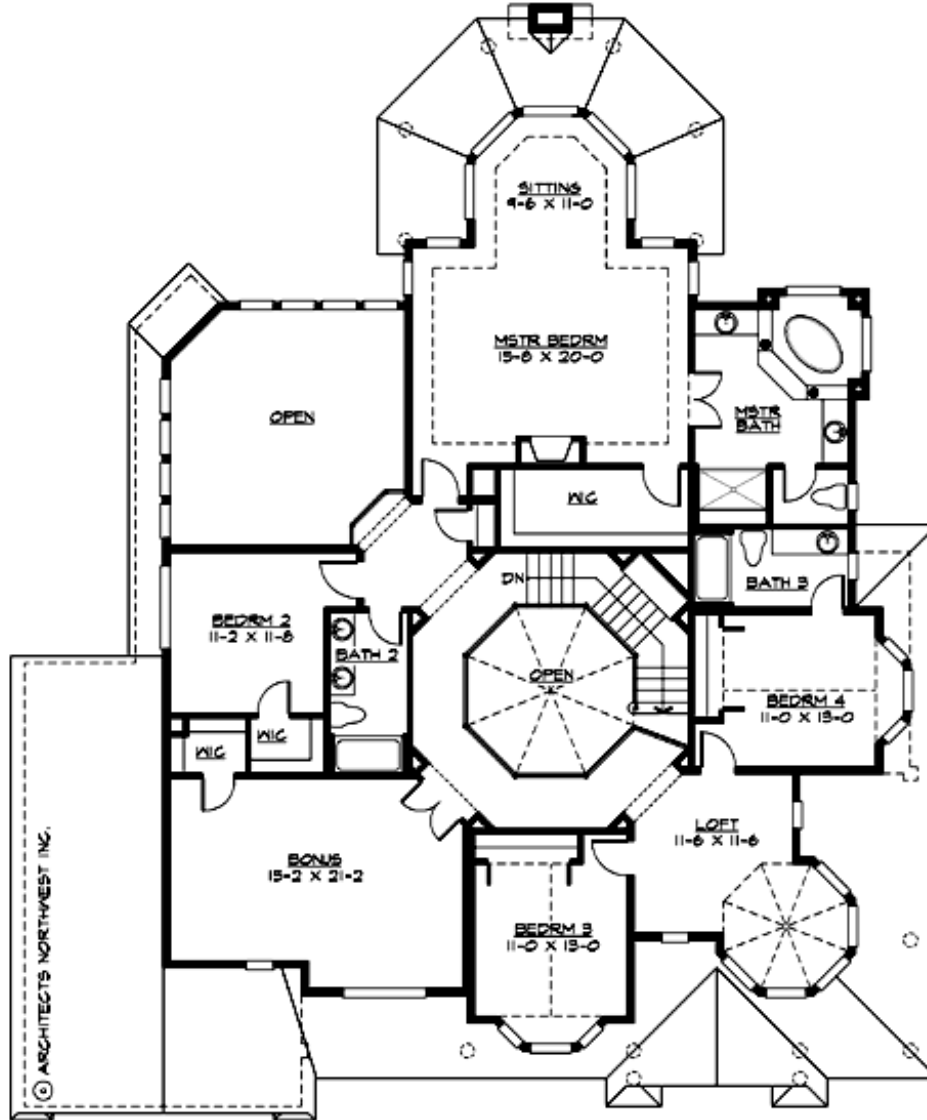 SITTING
9-6 X 11-0
MSTR BEDRM
15-8 X 20-0
OPEN
MSTR
BATH
WIC
DN
BATH 3
BEDRM 2
11-2 X 11-8
BATH 2
OPEN
BEDRM 4
11-0 X 13-0
WIC
WIC
LOFT
11-6 X 11-6
BONUS
15-2 X 21-2
BEDRM 3
11-0 X 13-0
© ARCHITECTS NORTHWEST INC.